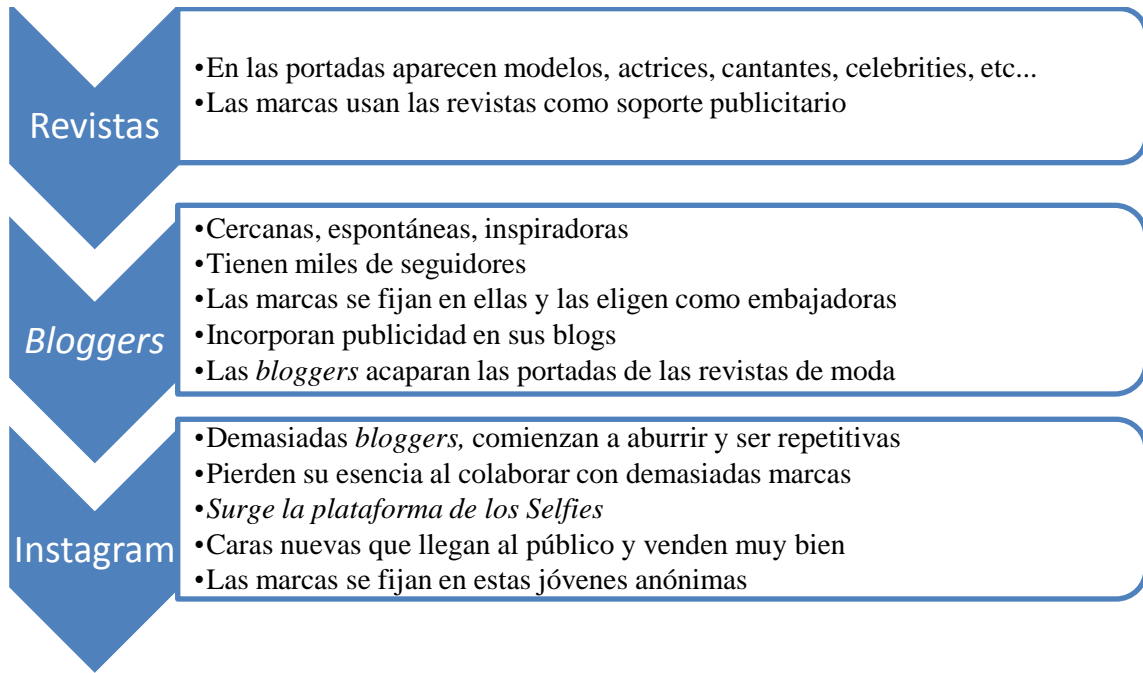 Revistas
•En las portadas aparecen modelos, actrices, cantantes, celebrities, etc...
•Las marcas usan las revistas como soporte publicitario
Bloggers
•Cercanas, espontáneas, inspiradoras
•Tienen miles de seguidores
•Las marcas se fijan en ellas y las eligen como embajadoras
•Incorporan publicidad en sus blogs
•Las bloggers acaparan las portadas de las revistas de moda
Instagram
•Demasiadas bloggers, comienzan a aburrir y ser repetitivas
•Pierden su esencia al colaborar con demasiadas marcas
•Surge la plataforma de los Selfies
•Caras nuevas que llegan al público y venden muy bien
•Las marcas se fijan en estas jóvenes anónimas